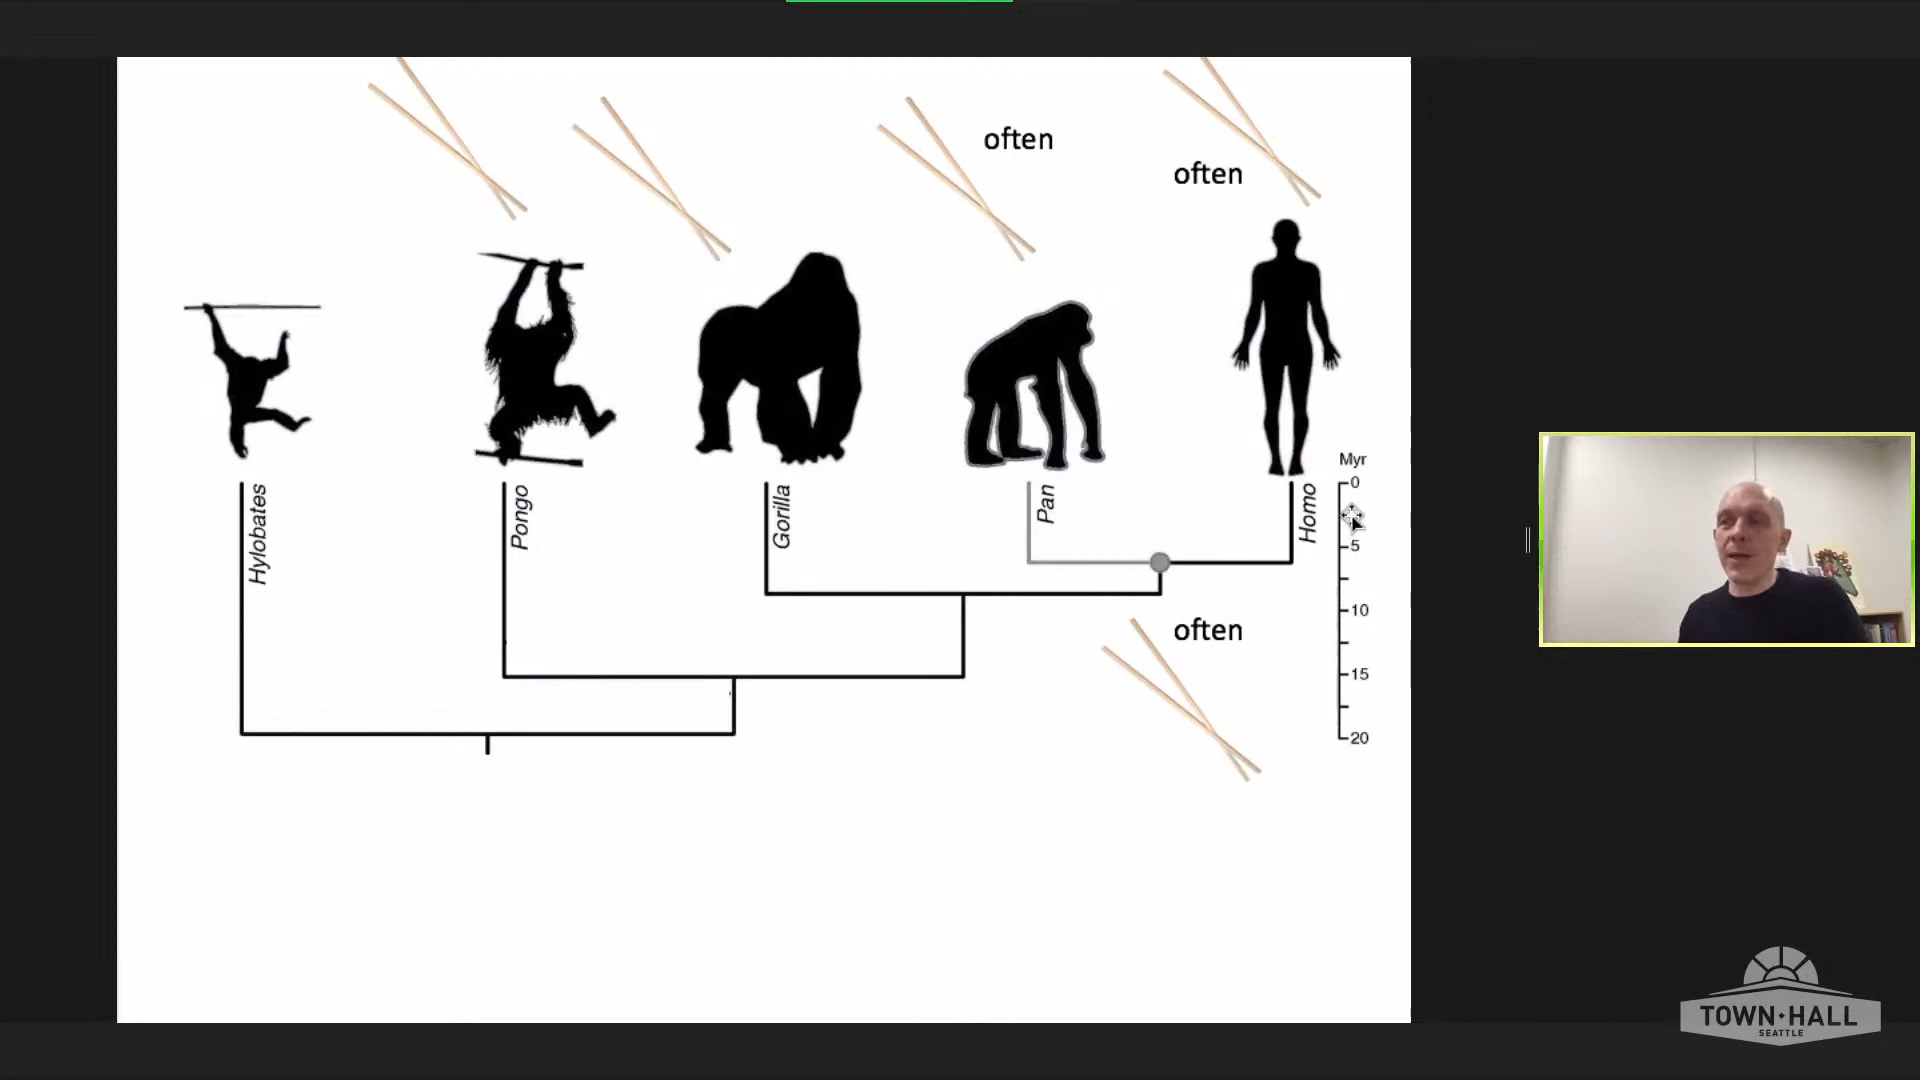 often
often
Myr
0
5
10
15
20
Hylobates
Pongo
Gorilla
Pan
Homo
often
TOWN·HALL
SEATTLE